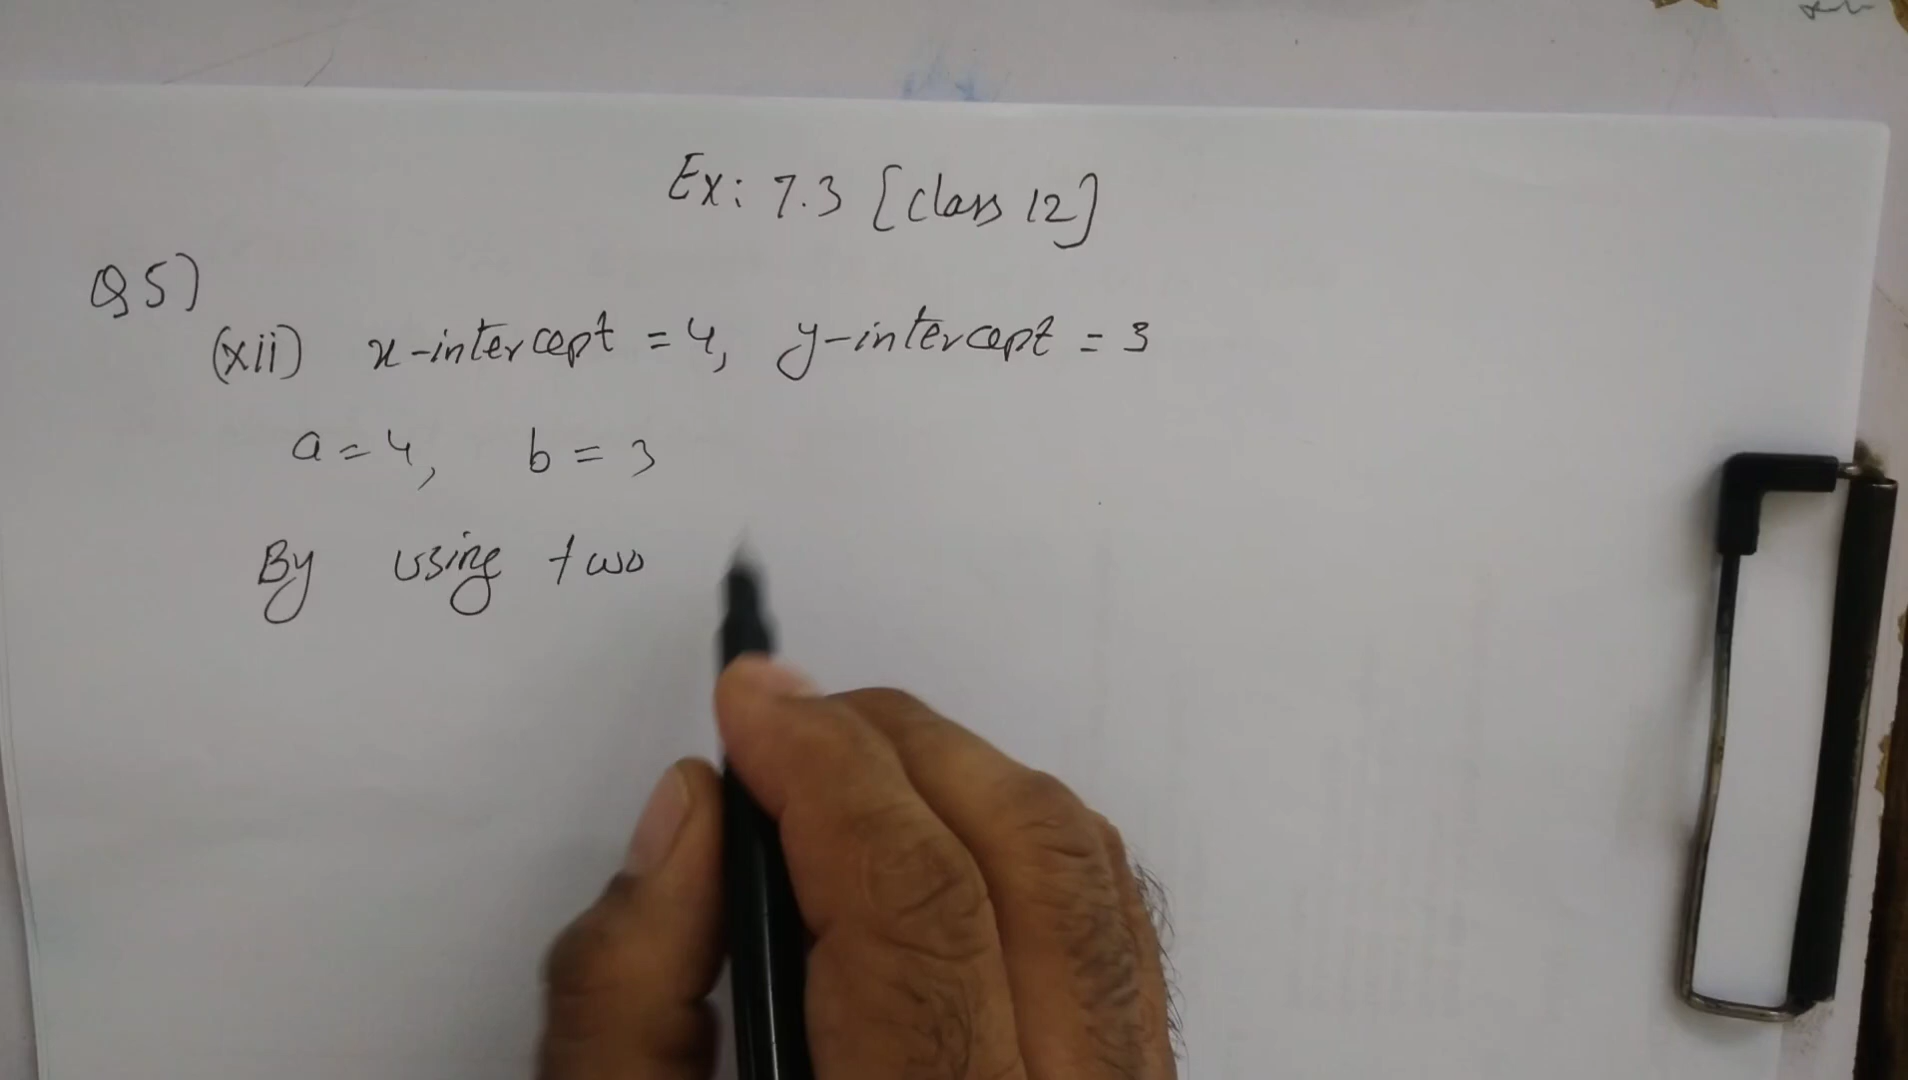 Ex: 7.3 [class 12]
Q5)
(xii) x-intercept = 4, y-intercept = 3
a = 4, b = 3
By using two